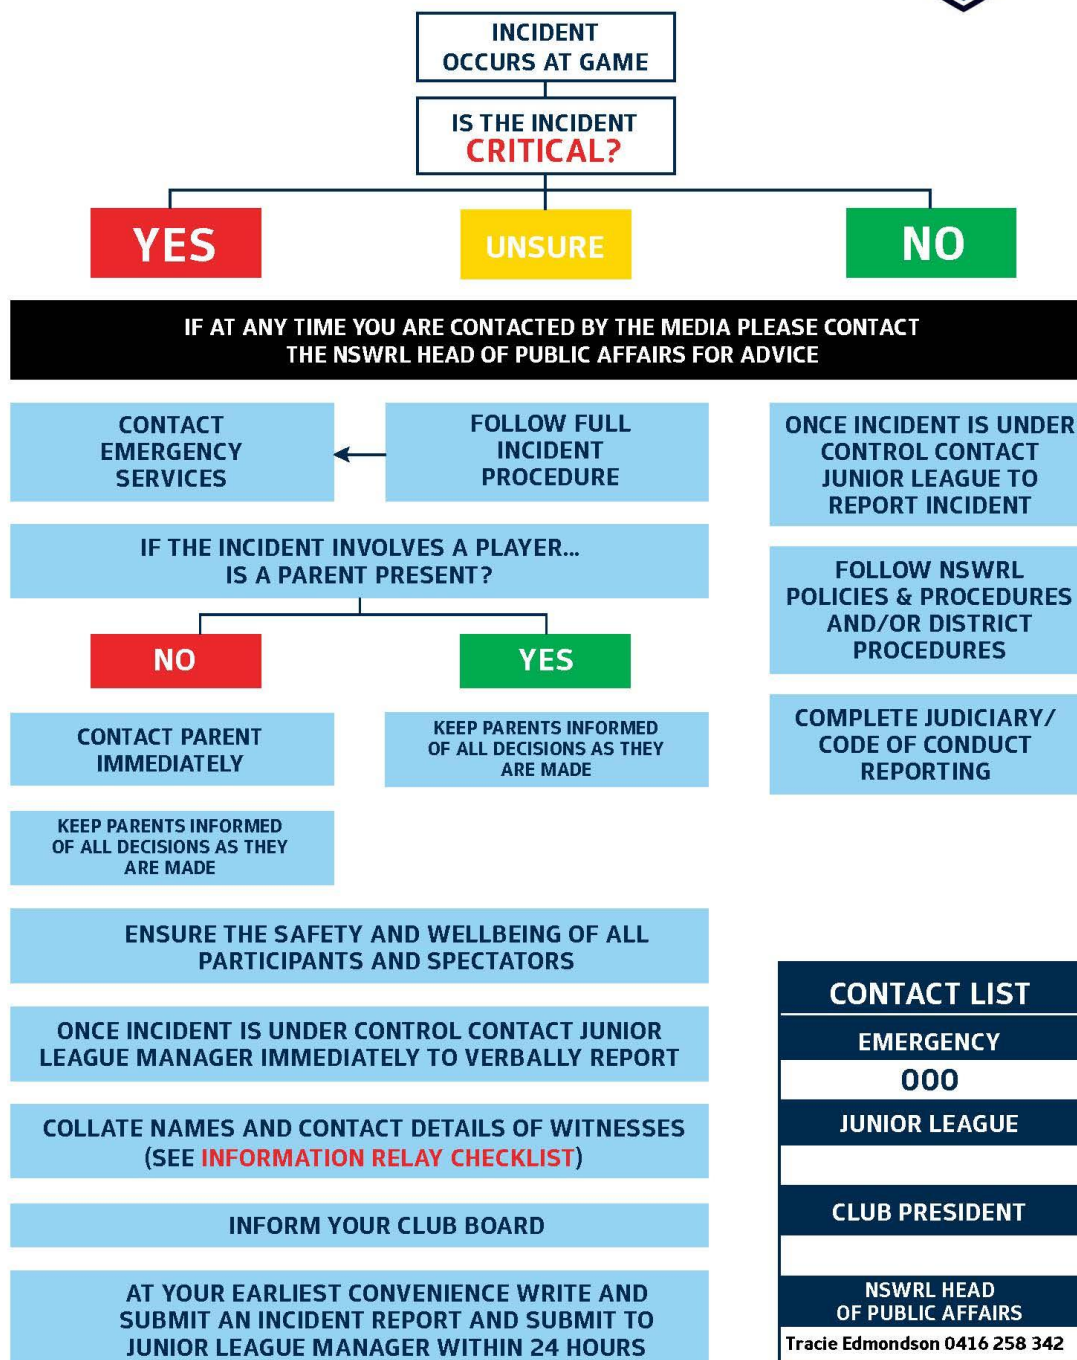 INCIDENT
OCCURS AT GAME
IS THE INCIDENT
CRITICAL?
YES
UNSURE
NO
IF AT ANY TIME YOU ARE CONTACTED BY THE MEDIA PLEASE CONTACT
THE NSWRL HEAD OF PUBLIC AFFAIRS FOR ADVICE
CONTACT
EMERGENCY
SERVICES
FOLLOW FULL
INCIDENT
PROCEDURE
ONCE INCIDENT IS UNDER
CONTROL CONTACT
JUNIOR LEAGUE TO
REPORT INCIDENT
IF THE INCIDENT INVOLVES A PLAYER...
IS A PARENT PRESENT?
FOLLOW NSWRL
POLICIES & PROCEDURES
AND/OR DISTRICT
PROCEDURES
NO
YES
CONTACT PARENT
IMMEDIATELY
KEEP PARENTS INFORMED
OF ALL DECISIONS AS THEY
ARE MADE
COMPLETE JUDICIARY/
CODE OF CONDUCT
REPORTING
KEEP PARENTS INFORMED
OF ALL DECISIONS AS THEY
ARE MADE
ENSURE THE SAFETY AND WELLBEING OF ALL
PARTICIPANTS AND SPECTATORS
ONCE INCIDENT IS UNDER CONTROL CONTACT JUNIOR
LEAGUE MANAGER IMMEDIATELY TO VERBALLY REPORT
COLLATE NAMES AND CONTACT DETAILS OF WITNESSES
(SEE INFORMATION RELAY CHECKLIST)
INFORM YOUR CLUB BOARD
AT YOUR EARLIEST CONVENIENCE WRITE AND
SUBMIT AN INCIDENT REPORT AND SUBMIT TO
JUNIOR LEAGUE MANAGER WITHIN 24 HOURS
CONTACT LIST
EMERGENCY
000
JUNIOR LEAGUE
CLUB PRESIDENT
NSWRL HEAD
OF PUBLIC AFFAIRS
Tracie Edmondson 0416 258 342